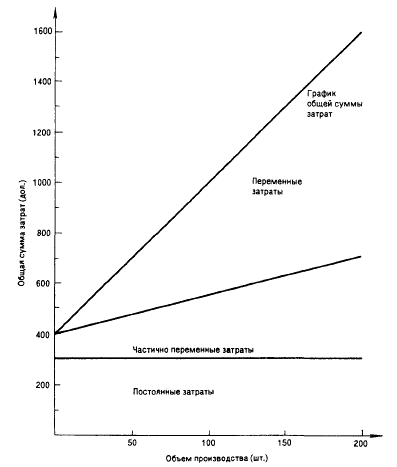 1600
1400
График
общей суммы
затрат
1200
Переменные
затраты
1000
800
600
400
Частично переменные затраты
200
Постоянные затраты
Общая сумма затрат (дол.)
50
100
150
200
Объем производства (шт.)